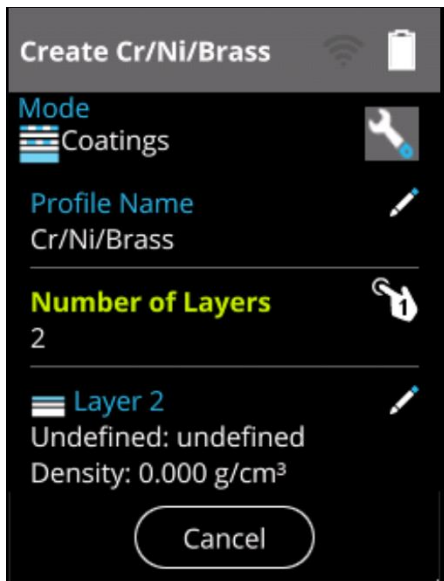 Create Cr/Ni/Brass
Mode
Coatings
Profile Name
Cr/Ni/Brass
Number of Layers
1
2
Layer 2
Undefined: undefined
Density: 0.000 g/cm³
Cancel